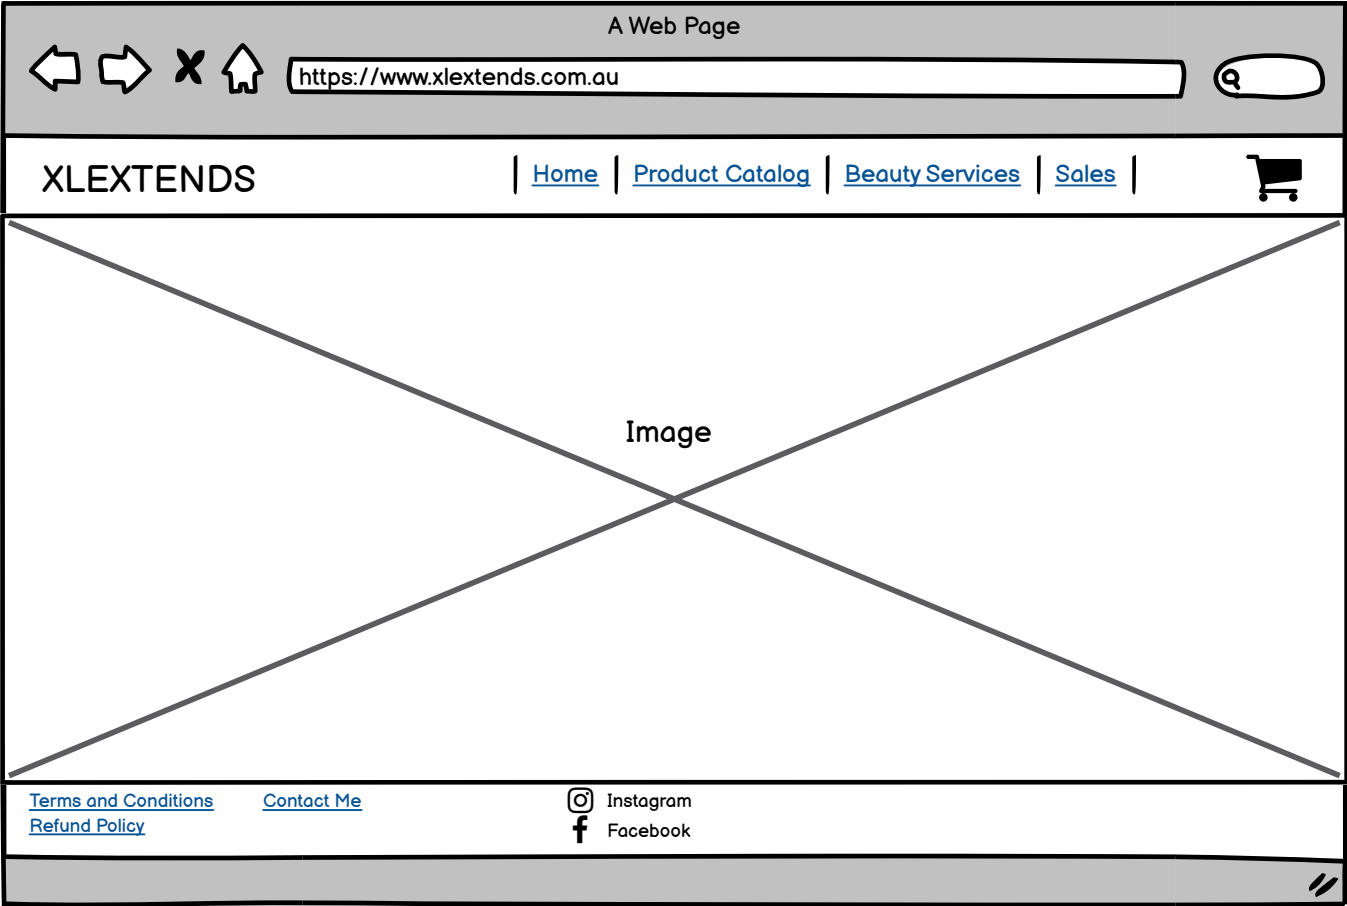 A Web Page
https://www.xlextends.com.au
XLEXTENDS
Home
Product Catalog
Beauty Services
Sales
Image
Terms and Conditions
Contact Me
Refund Policy
Instagram
Facebook